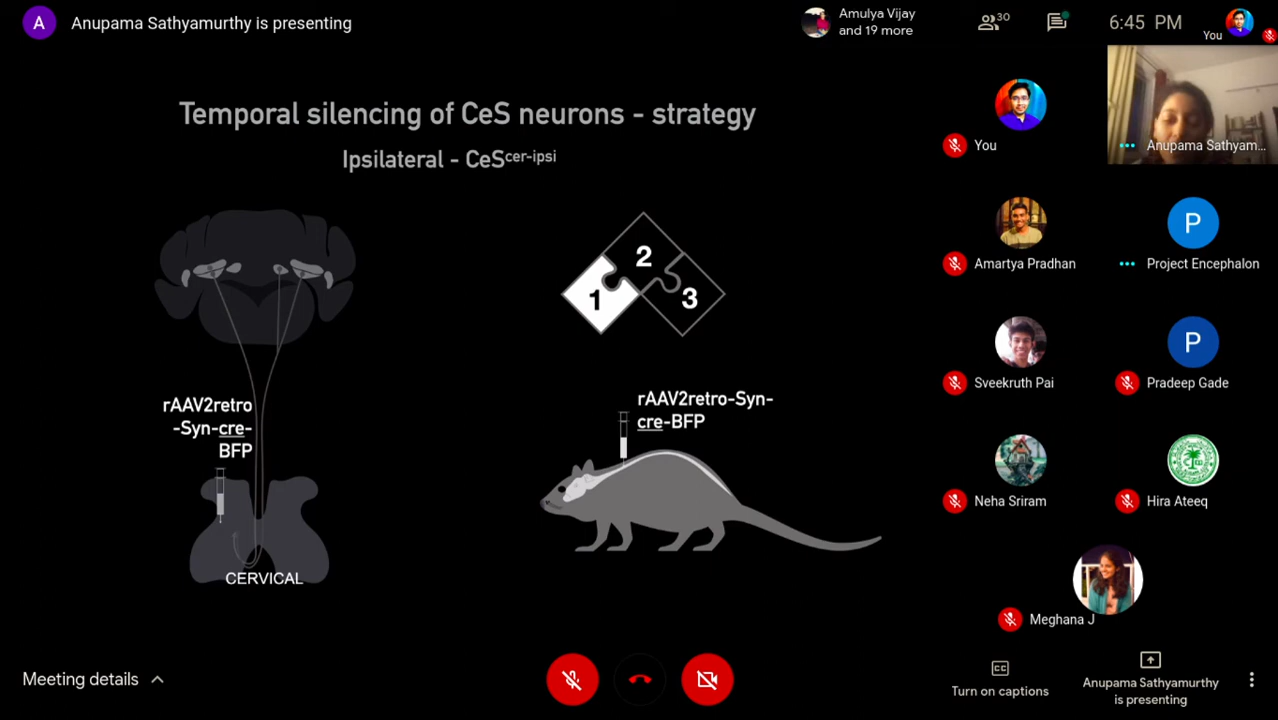 A
Anupama Sathyamurthy is presenting
Amulya Vijay
and 19 more
30
6:45 PM
You
Temporal silencing of CeS neurons - strategy
Ipsilateral - CeScer-ipsi
1
2
3
rAAV2retro
-Syn-cre-
BFP
CERVICAL
rAAV2retro-Syn-
cre-BFP
You
Anupama Sathyam...
Amartya Pradhan
P
Project Encephalon
Sveekruth Pai
P
Pradeep Gade
Neha Sriram
Hira Ateeq
Meghana J
Meeting details
CC
Turn on captions
Anupama Sathyamurthy
is presenting